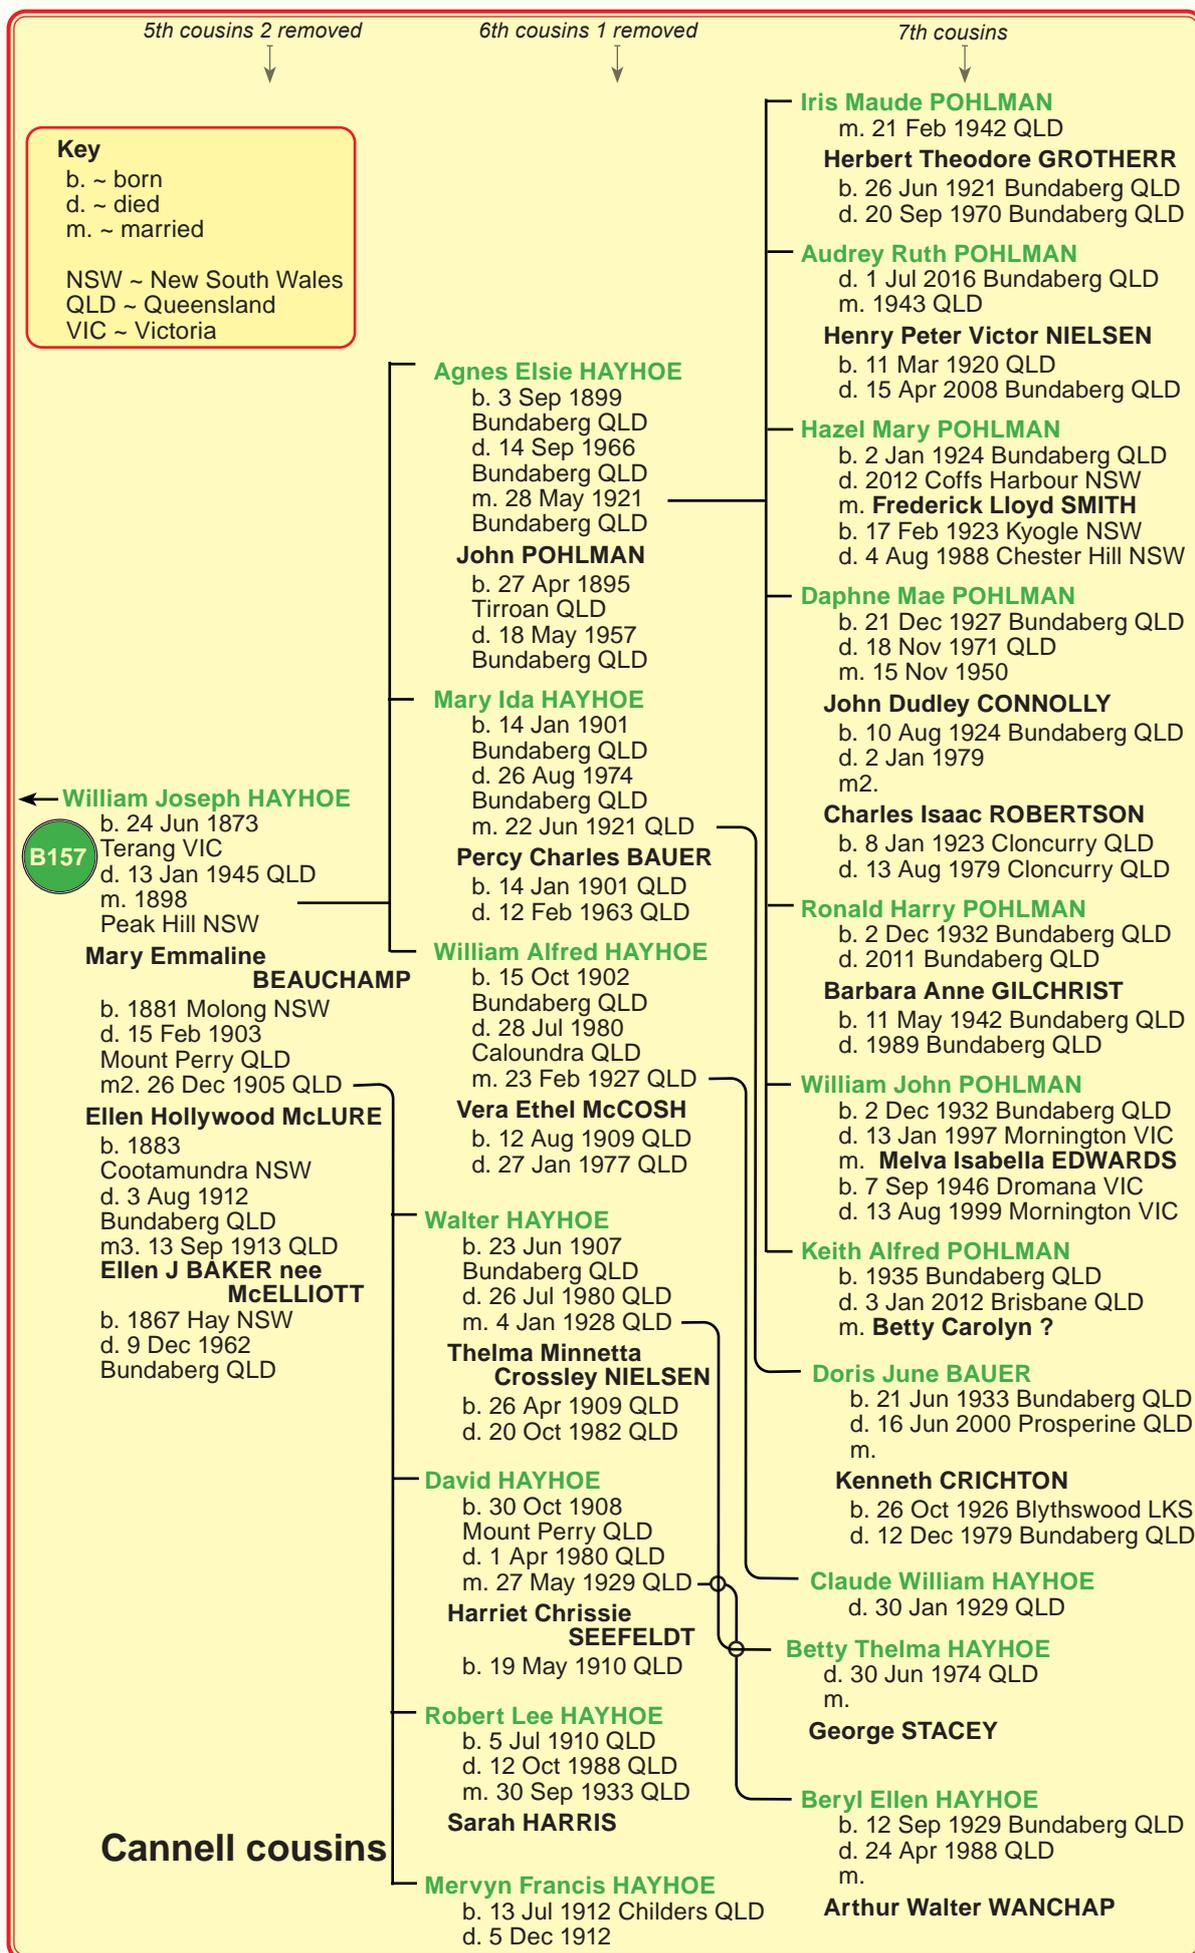 5th cousins 2 removed
6th cousins 1 removed
7th cousins
Key
b. ~ born
d. ~ died
m. ~ married
NSW ~ New South Wales
QLD ~ Queensland
VIC ~ Victoria
William Joseph HAYHOE
B157
b. 24 Jun 1873
Terang VIC
d. 13 Jan 1945 QLD
m. 1898
Peak Hill NSW
Mary Emmaline
BEAUCHAMP
b. 1881 Molong NSW
d. 15 Feb 1903
Mount Perry QLD
m2. 26 Dec 1905 QLD
Ellen Hollywood McLURE
b. 1883
Cootamundra NSW
d. 3 Aug 1912
Bundaberg QLD
m3. 13 Sep 1913 QLD
Ellen J BAKER nee
McELLIOTT
b. 1867 Hay NSW
d. 9 Dec 1962
Bundaberg QLD
Cannell cousins
Agnes Elsie HAYHOE
b. 3 Sep 1899
Bundaberg QLD
d. 14 Sep 1966
Bundaberg QLD
m. 28 May 1921
Bundaberg QLD
John POHLMAN
b. 27 Apr 1895
Tirroan QLD
d. 18 May 1957
Bundaberg QLD
Mary Ida HAYHOE
b. 14 Jan 1901
Bundaberg QLD
d. 26 Aug 1974
Bundaberg QLD
m. 22 Jun 1921 QLD
Percy Charles BAUER
b. 14 Jan 1901 QLD
d. 12 Feb 1963 QLD
William Alfred HAYHOE
b. 15 Oct 1902
Bundaberg QLD
d. 28 Jul 1980
Caloundra QLD
m. 23 Feb 1927 QLD
Vera Ethel McCOSH
b. 12 Aug 1909 QLD
d. 27 Jan 1977 QLD
Walter HAYHOE
b. 23 Jun 1907
Bundaberg QLD
d. 26 Jul 1980 QLD
m. 4 Jan 1928 QLD
Thelma Minnetta
Crossley NIELSEN
b. 26 Apr 1909 QLD
d. 20 Oct 1982 QLD
David HAYHOE
b. 30 Oct 1908
Mount Perry QLD
d. 1 Apr 1980 QLD
m. 27 May 1929 QLD
Harriet Chrissie
SEEFELDT
b. 19 May 1910 QLD
Robert Lee HAYHOE
b. 5 Jul 1910 QLD
d. 12 Oct 1988 QLD
m. 30 Sep 1933 QLD
Sarah HARRIS
Mervyn Francis HAYHOE
b. 13 Jul 1912 Childers QLD
d. 5 Dec 1912
Iris Maude POHLMAN
m. 21 Feb 1942 QLD
Herbert Theodore GROTHERR
b. 26 Jun 1921 Bundaberg QLD
d. 20 Sep 1970 Bundaberg QLD
Audrey Ruth POHLMAN
d. 1 Jul 2016 Bundaberg QLD
m. 1943 QLD
Henry Peter Victor NIELSEN
b. 11 Mar 1920 QLD
d. 15 Apr 2008 Bundaberg QLD
Hazel Mary POHLMAN
b. 2 Jan 1924 Bundaberg QLD
d. 2012 Coffs Harbour NSW
m. Frederick Lloyd SMITH
b. 17 Feb 1923 Kyogle NSW
d. 4 Aug 1988 Chester Hill NSW
Daphne Mae POHLMAN
b. 21 Dec 1927 Bundaberg QLD
d. 18 Nov 1971 QLD
m. 15 Nov 1950
John Dudley CONNOLLY
b. 10 Aug 1924 Bundaberg QLD
d. 2 Jan 1979
m2.
Charles Isaac ROBERTSON
b. 8 Jan 1923 Cloncurry QLD
d. 13 Aug 1979 Cloncurry QLD
Ronald Harry POHLMAN
b. 2 Dec 1932 Bundaberg QLD
d. 2011 Bundaberg QLD
Barbara Anne GILCHRIST
b. 11 May 1942 Bundaberg QLD
d. 1989 Bundaberg QLD
William John POHLMAN
b. 2 Dec 1932 Bundaberg QLD
d. 13 Jan 1997 Mornington VIC
m. Melva Isabella EDWARDS
b. 7 Sep 1946 Dromana VIC
d. 13 Aug 1999 Mornington VIC
Keith Alfred POHLMAN
b. 1935 Bundaberg QLD
d. 3 Jan 2012 Brisbane QLD
m. Betty Carolyn ?
Doris June BAUER
b. 21 Jun 1933 Bundaberg QLD
d. 16 Jun 2000 Prosperine QLD
m.
Kenneth CRICHTON
b. 26 Oct 1926 Blythswood LKS
d. 12 Dec 1979 Bundaberg QLD
Claude William HAYHOE
d. 30 Jan 1929 QLD
Betty Thelma HAYHOE
d. 30 Jun 1974 QLD
m.
George STACEY
Beryl Ellen HAYHOE
b. 12 Sep 1929 Bundaberg QLD
d. 24 Apr 1988 QLD
m.
Arthur Walter WANCHAP